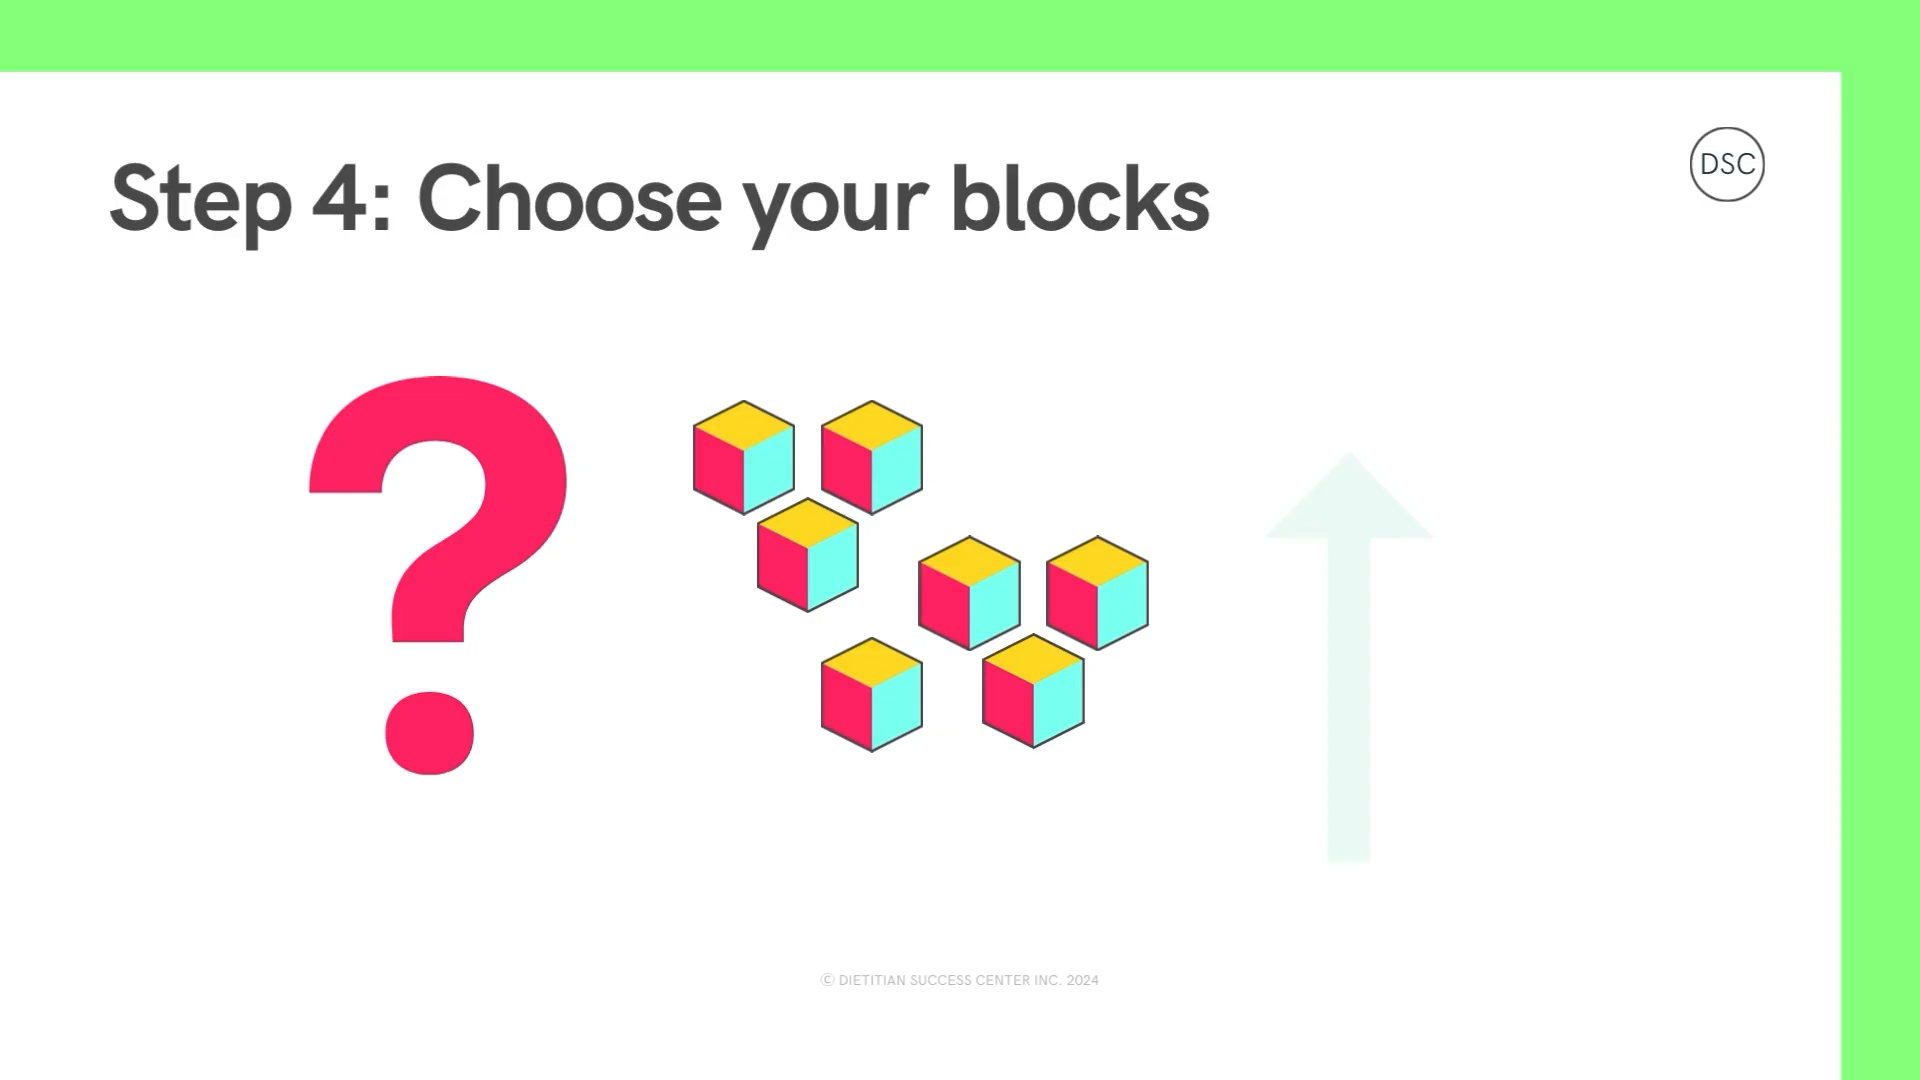 Step 4: Choose your blocks
DSC
?
© DIETITIAN SUCCESS CENTER INC. 2024